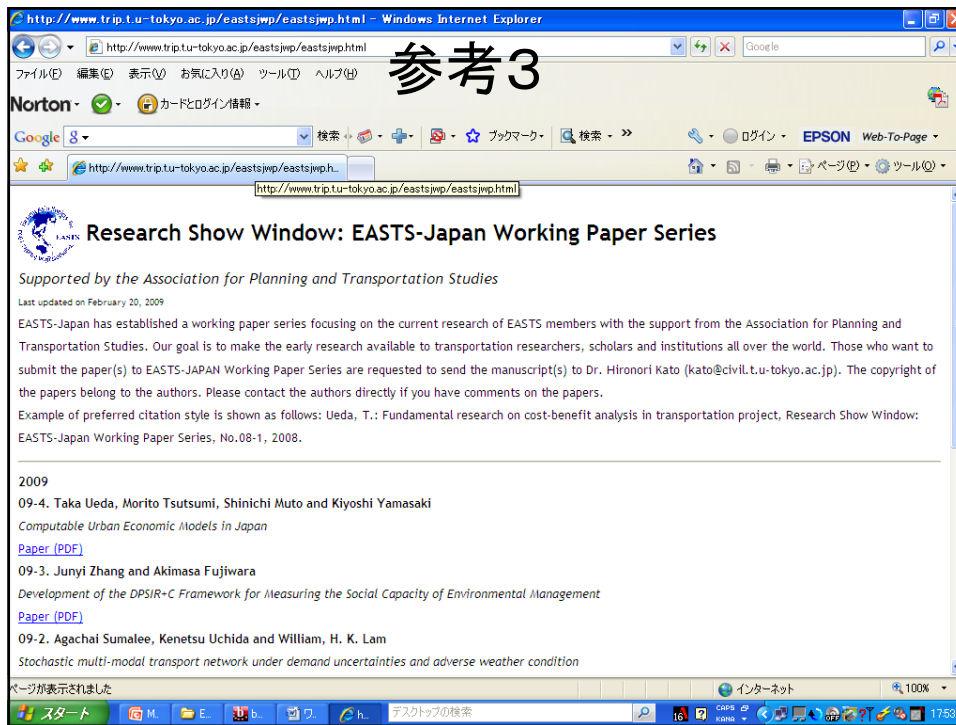 http://www.trip.t.u-tokyo.ac.jp/eastsjwp/eastsjwp.html - Windows Internet Explorer
http://www.trip.t.u-tokyo.ac.jp/eastsjwp/eastsjwp.html
Google
参考3
ファイル(F) 編集(E) 表示(V) お気に入り(A) ツール(T) ヘルプ(H)
Norton カードとログイン情報
Google 検索 ブックマーク 検索 ログイン EPSON Web-To-Page
http://www.trip.t.u-tokyo.ac.jp/eastsjwp/eastsjwp.h... ページ(P) ツール(O)
http://www.trip.t.u-tokyo.ac.jp/eastsjwp/eastsjwp.html
EASTS
Research Show Window: EASTS-Japan Working Paper Series
Supported by the Association for Planning and Transportation Studies
Last updated on February 20, 2009
EASTS-Japan has established a working paper series focusing on the current research of EASTS members with the support from the Association for Planning and
Transportation Studies. Our goal is to make the early research available to transportation researchers, scholars and institutions all over the world. Those who want to
submit the paper(s) to EASTS-JAPAN Working Paper Series are requested to send the manuscript(s) to Dr. Hironori Kato (kato@civil.t.u-tokyo.ac.jp). The copyright of
the papers belong to the authors. Please contact the authors directly if you have comments on the papers.
Example of preferred citation style is shown as follows: Ueda, T.: Fundamental research on cost-benefit analysis in transportation project, Research Show Window:
EASTS-Japan Working Paper Series, No.08-1, 2008.
2009
09-4. Taka Ueda, Morito Tsutsumi, Shinichi Muto and Kiyoshi Yamasaki
Computable Urban Economic Models in Japan
Paper (PDF)
09-3. Junyi Zhang and Akimasa Fujiwara
Development of the DPSIR+C Framework for Measuring the Social Capacity of Environmental Management
Paper (PDF)
09-2. Agachai Sumalee, Kenetsu Uchida and William, H. K. Lam
Stochastic multi-modal transport network under demand uncertainties and adverse weather condition
ページが表示されました インターネット 100%
スタート M. E... b... ワ... h... デスクトップの検索 16 CAPS KANA 17:53